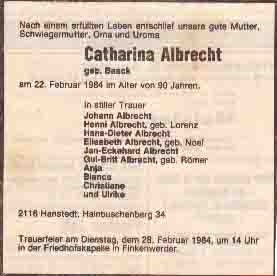 Nach einem erfüllten Leben entschlief unsere gute Mutter,
Schwiegermutter, Oma und Uroma
Catharina Albrecht
geb. Baack
am 22. Februar 1984 im Alter von 90 Jahren.
In stiller Trauer
Johann Albrecht
Henni Albrecht, geb. Lorenz
Hans-Dieter Albrecht
Elisabeth Albrecht, geb. Noel
Jan-Eckehard Albrecht
Gul-Britt Albrecht, geb. Römer
Anja
Bianca
Christiane
und Ulrike
2116 Hanstedt, Hainbuschenberg 34
Trauerfeier am Dienstag, dem 28. Februar 1984, um 14 Uhr
in der Friedhofskapelle in Finkenwerder.